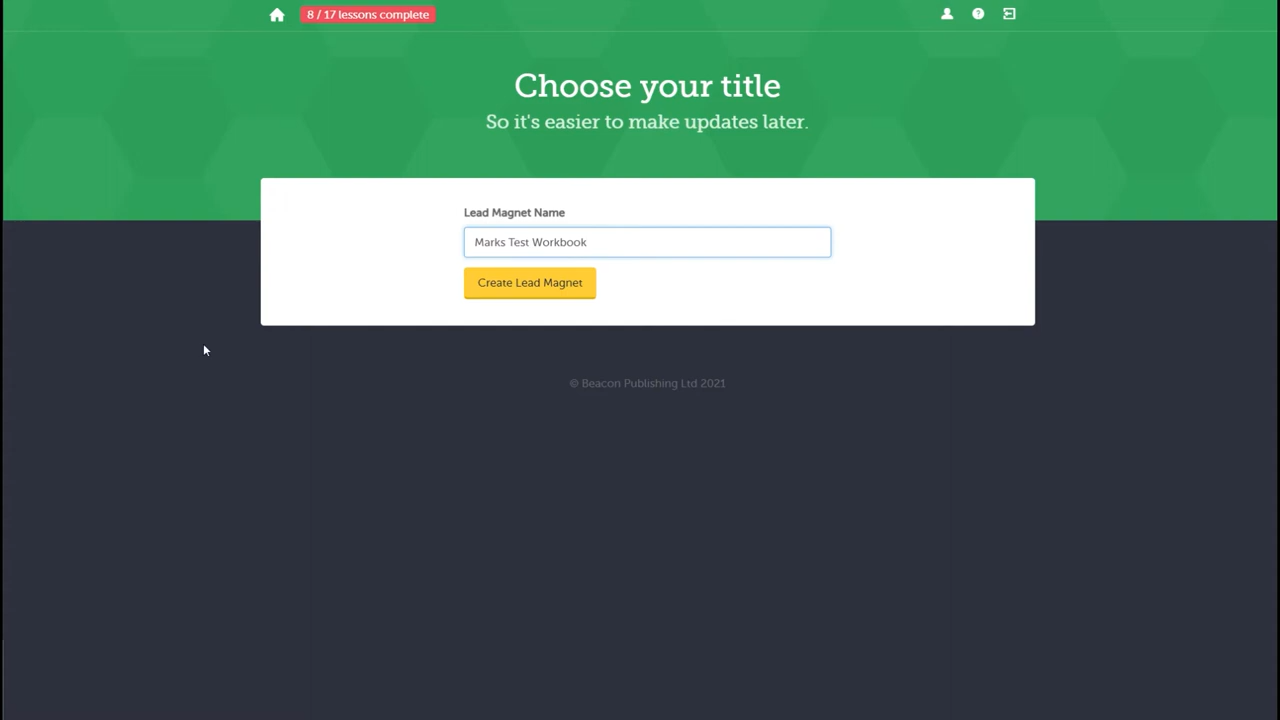 8 / 17 lessons complete
Choose your title
So it's easier to make updates later.
Lead Magnet Name
Marks Test Workbook
Create Lead Magnet
© Beacon Publishing Ltd 2021